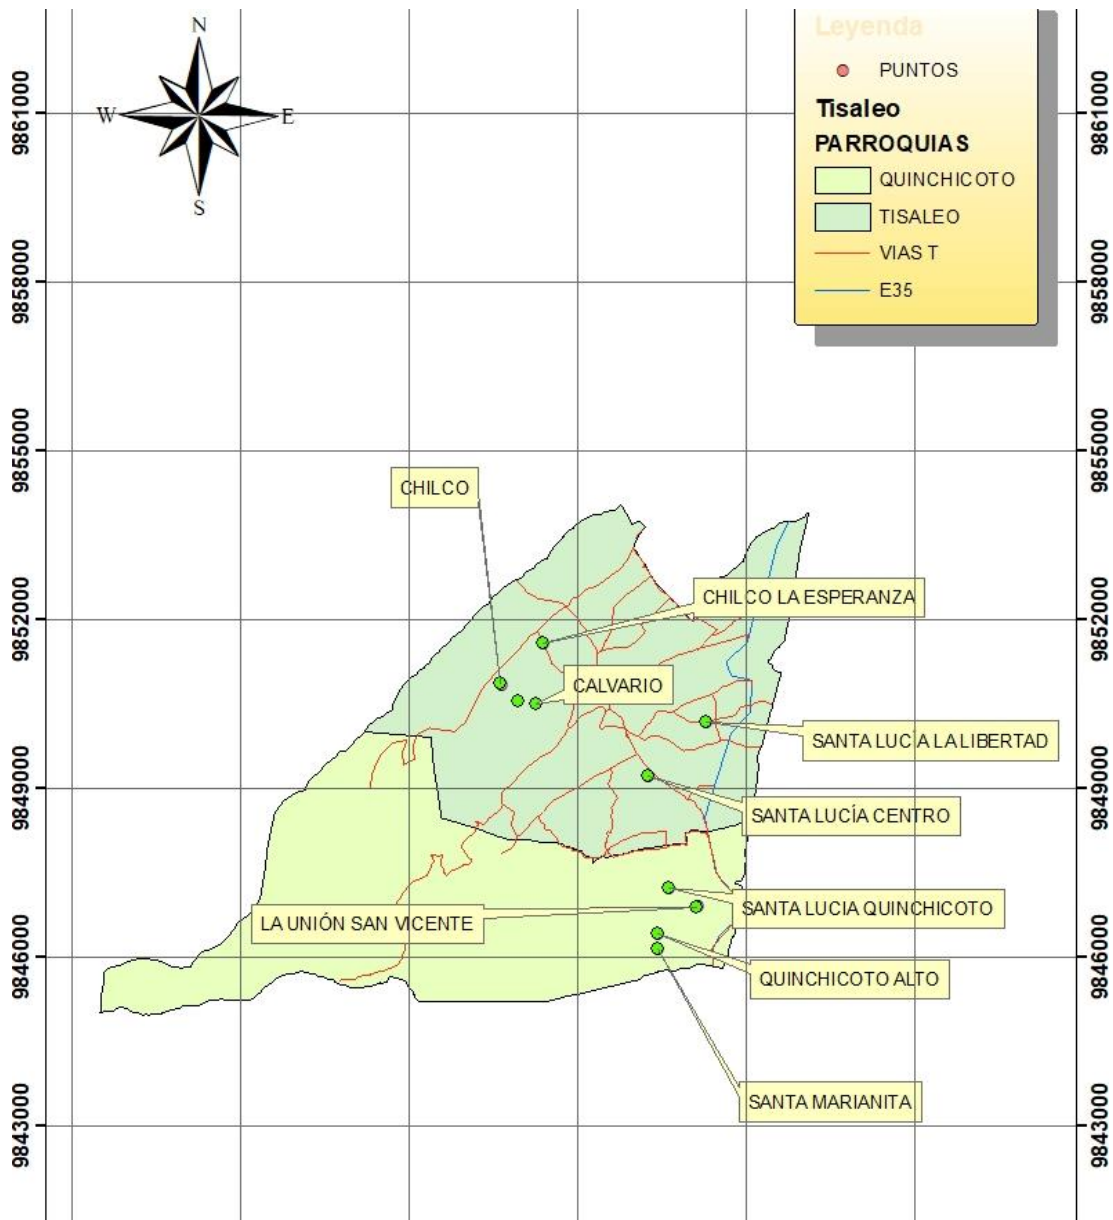 N
W
E
S
Leyenda
PUNTOS
Tisaleo
PARROQUIAS
QUINCHICOTO
TISALEO
VIAS T
E35
9861000
9861000
9858000
9858000
9855000
9855000
CHILCO
CHILCO LA ESPERANZA
9852000
9852000
CALVARIO
SANTA LUCÍA LA LIBERTAD
9849000
9849000
SANTA LUCÍA CENTRO
SANTA LUCIA QUINCHICOTO
LA UNIÓN SAN VICENTE
9846000
9846000
QUINCHICOTO ALTO
SANTA MARIANITA
9843000
9843000